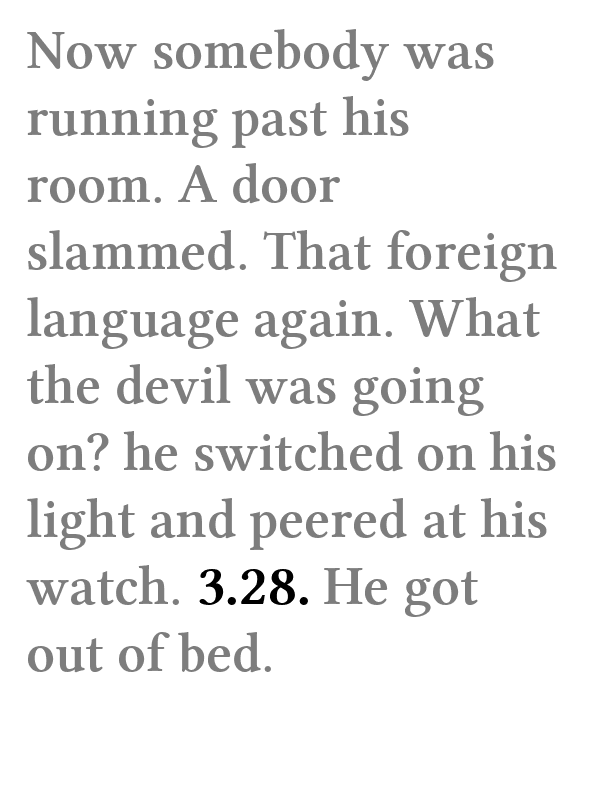 Now somebody was
running past his
room. A door
slammed. That foreign
language again. What
the devil was going
on? he switched on his
light and peered at his
watch. 3.28. He got
out of bed.